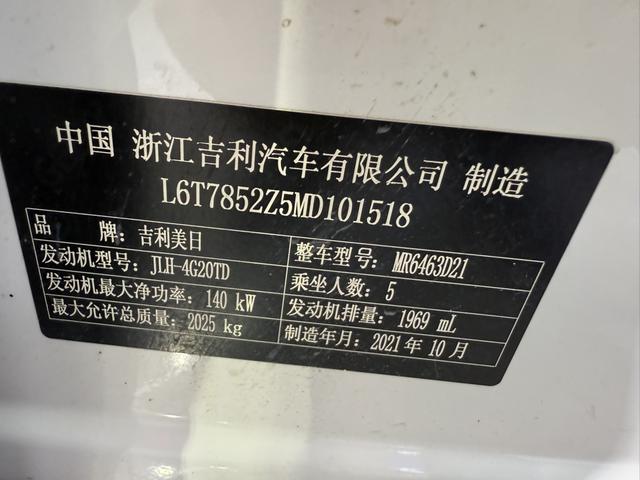 中国 浙江吉利汽车有限公司 制造
L6T7852Z5MD101518
品 牌：吉利美日
整车型号：MR6463D21
发动机型号：JLH-4G20TD
乘坐人数：5
发动机最大净功率：140 kW
发动机排量：1969 mL
最大允许总质量：2025 kg
制造年月：2021 年 10 月